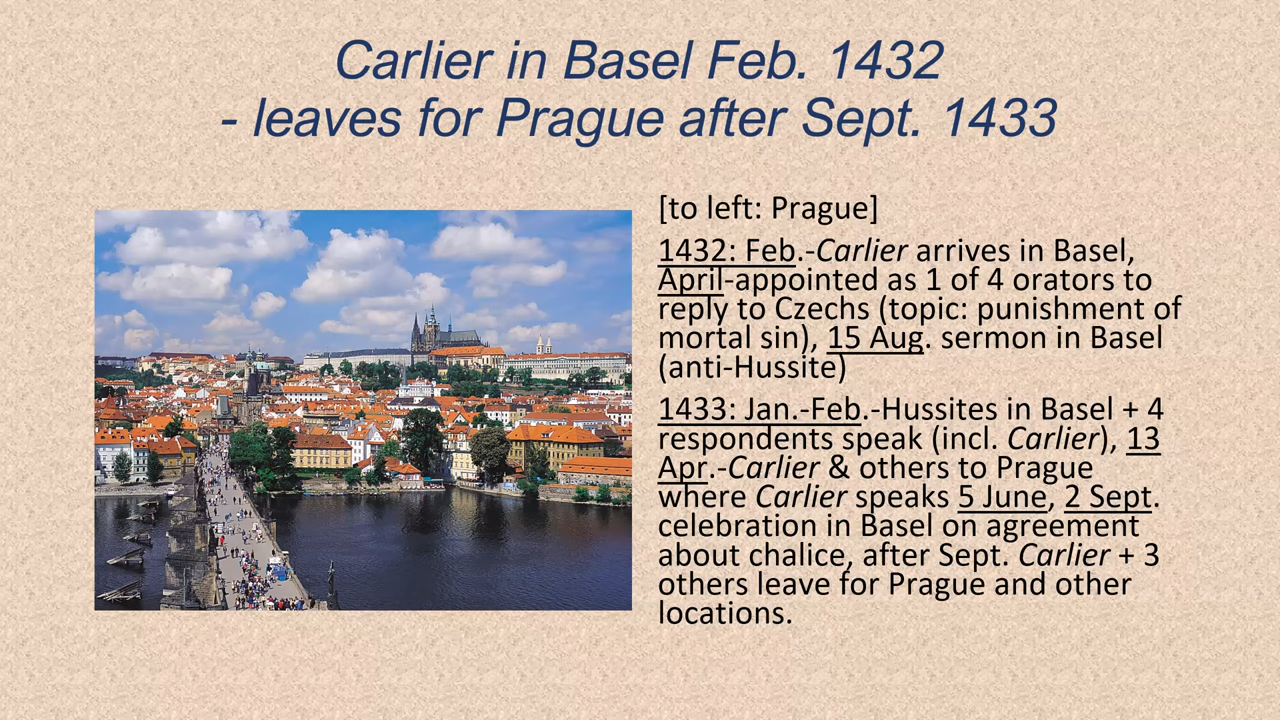 Carlier in Basel Feb. 1432
- leaves for Prague after Sept. 1433
[to left: Prague]
1432: Feb.-Carlier arrives in Basel,
April-appointed as 1 of 4 orators to
reply to Czechs (topic: punishment of
mortal sin), 15 Aug. sermon in Basel
(anti-Hussite)
1433: Jan.-Feb.-Hussites in Basel + 4
respondents speak (incl. Carlier), 13
Apr.-Carlier & others to Prague
where Carlier speaks 5 June, 2 Sept.
celebration in Basel on agreement
about chalice, after Sept. Carlier + 3
others leave for Prague and other
locations.